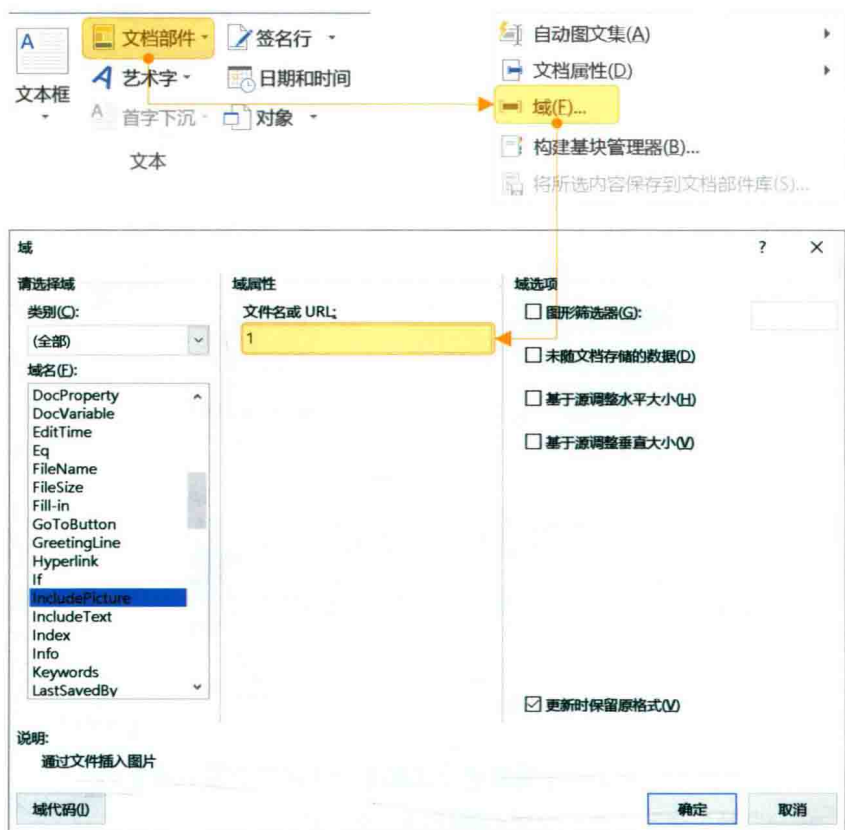 A 文档部件 签名行
文本框 A 艺术字 日期和时间
A 首字下沉 对象
文本
自动图文集(A)
文档属性(D)
域(F)...
构建基块管理器(B)...
将所选内容保存到文档部件库(S)...
域 ? ×
请选择域
类别(C):
(全部)
域名(F):
DocProperty
DocVariable
EditTime
Eq
FileName
FileSize
Fill-in
GoToButton
GreetingLine
Hyperlink
If
IncludePicture
IncludeText
Index
Info
Keywords
LastSavedBy
域属性
文件名或 URL:
1
域选项
图形筛选器(G):
未随文档存储的数据(D)
基于源调整水平大小(H)
基于源调整垂直大小(V)
更新时保留原格式(V)
说明:
通过文件插入图片
域代码(I) 确定 取消